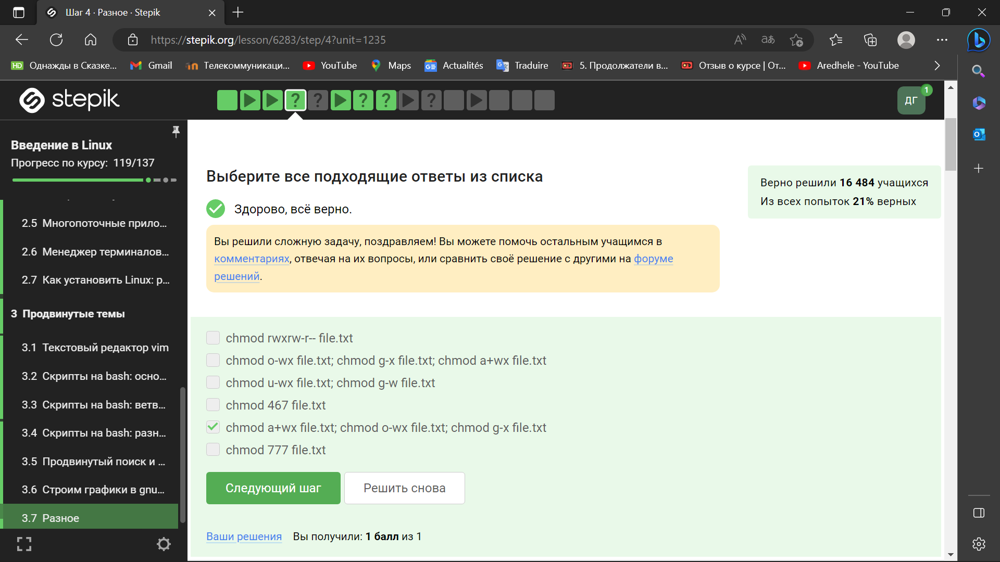 Шаг 4 · Разное · Stepik
https://stepik.org/lesson/6283/step/4?unit=1235
Однажды в Сказке...
Gmail
Телекоммуникаци...
YouTube
Maps
Actualités
Traduire
5. Продолжатели в...
Отзыв о курсе | От...
Aredhele - YouTube
stepik
ДГ
1
Введение в Linux
Прогресс по курсу: 119/137
2.5 Многопоточные прило...
2.6 Менеджер терминалов...
2.7 Как установить Linux: р...
3 Продвинутые темы
3.1 Текстовый редактор vim
3.2 Скрипты на bash: осно...
3.3 Скрипты на bash: ветв...
3.4 Скрипты на bash: разн...
3.5 Продвинутый поиск и ...
3.6 Строим графики в gnu...
3.7 Разное
Выберите все подходящие ответы из списка
Здорово, всё верно.
Вы решили сложную задачу, поздравляем! Вы можете помочь остальным учащимся в
комментариях, отвечая на их вопросы, или сравнить своё решение с другими на форуме
решений.
Верно решили 16 484 учащихся
Из всех попыток 21% верных
chmod rwxrw-r-- file.txt
chmod o-wx file.txt; chmod g-x file.txt; chmod a+wx file.txt
chmod u-wx file.txt; chmod g-w file.txt
chmod 467 file.txt
chmod a+wx file.txt; chmod o-wx file.txt; chmod g-x file.txt
chmod 777 file.txt
Следующий шаг
Решить снова
Ваши решения Вы получили: 1 балл из 1